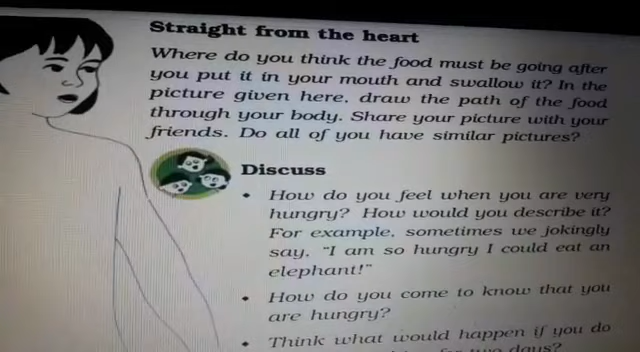 Straight from the heart
Where do you think the food must be going after
you put it in your mouth and swallow it? In the
picture given here, draw the path of the food
through your body. Share your picture with your
friends. Do all of you have similar pictures?
Discuss
• How do you feel when you are very
hungry? How would you describe it?
For example, sometimes we jokingly
say, "I am so hungry I could eat an
elephant!"
• How do you come to know that you
are hungry?
• Think what would happen if you do
two days?